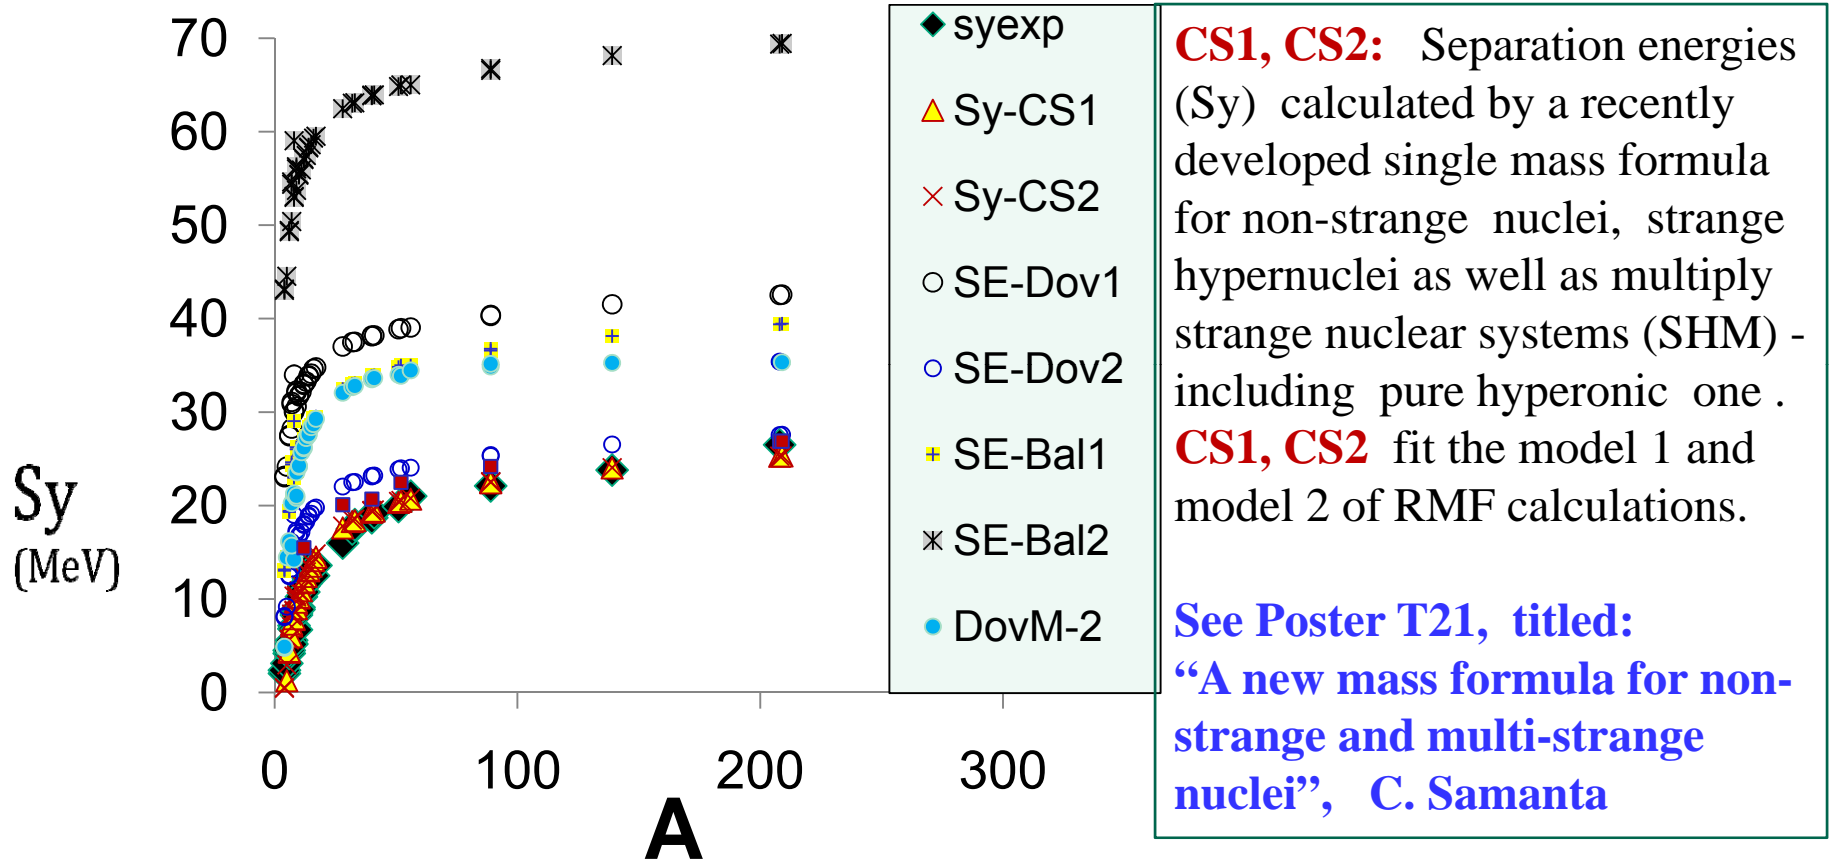 70
60
50
40
30
20
10
0
Sy
(MeV)
0 100 200 300
A
syexp
Sy-CS1
Sy-CS2
SE-Dov1
SE-Dov2
SE-Bal1
SE-Bal2
DovM-2
CS1, CS2: Separation energies
(Sy) calculated by a recently
developed single mass formula
for non-strange nuclei, strange
hypernuclei as well as multiply
strange nuclear systems (SHM) -
including pure hyperonic one .
CS1, CS2 fit the model 1 and
model 2 of RMF calculations.
See Poster T21, titled:
“A new mass formula for non-
strange and multi-strange
nuclei”, C. Samanta